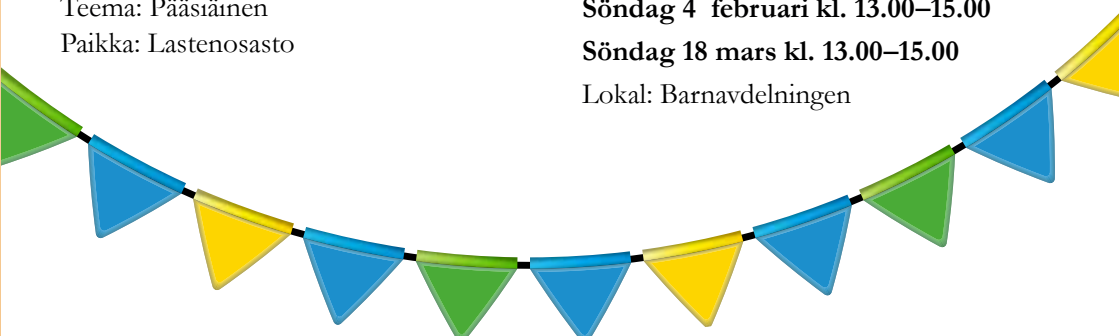 Teema: Pääsiäinen
Paikka: Lastenosasto
Söndag 4 februari kl. 13.00–15.00
Söndag 18 mars kl. 13.00–15.00
Lokal: Barnavdelningen